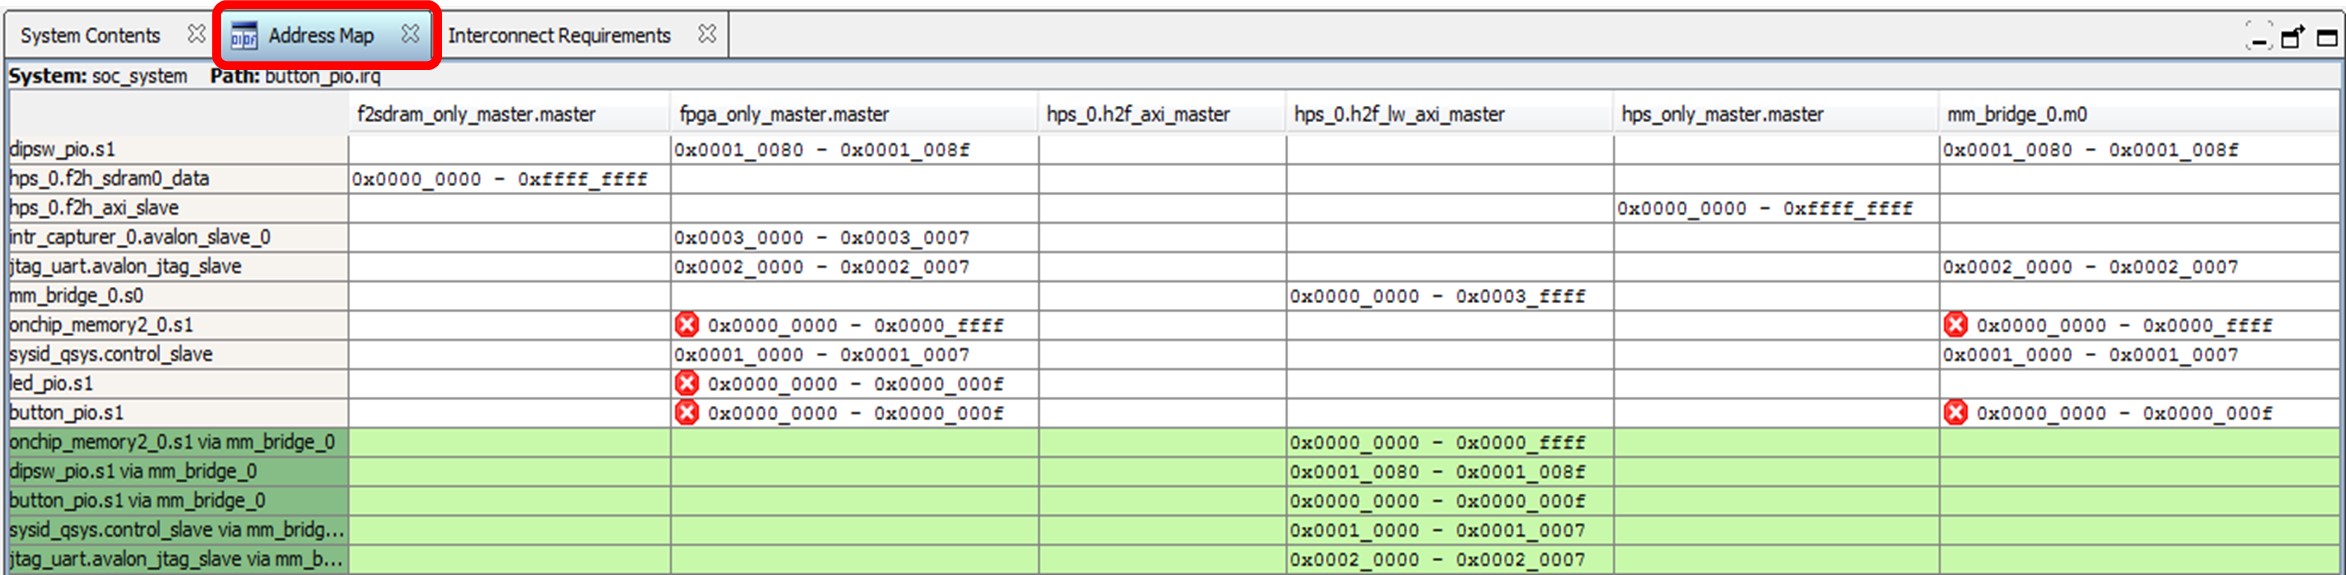 System Contents Address Map Interconnect Requirements
System: soc_system Path: button_pio.irq
f2sdram_only_master.master fpga_only_master.master hps_0.h2f_axi_master hps_0.h2f_lw_axi_master hps_only_master.master mm_bridge_0.m0
dipsw_pio.s1 0x0001_0080 - 0x0001_008f 0x0001_0080 - 0x0001_008f
hps_0.f2h_sdram0_data 0x0000_0000 - 0xffff_ffff
hps_0.f2h_axi_slave 0x0000_0000 - 0xffff_ffff
intr_capturer_0.avalon_slave_0 0x0003_0000 - 0x0003_0007
jtag_uart.avalon_jtag_slave 0x0002_0000 - 0x0002_0007 0x0002_0000 - 0x0002_0007
mm_bridge_0.s0 0x0000_0000 - 0x0003_ffff
onchip_memory2_0.s1 0x0000_0000 - 0x0000_ffff 0x0000_0000 - 0x0000_ffff
sysid_qsys.control_slave 0x0001_0000 - 0x0001_0007 0x0001_0000 - 0x0001_0007
led_pio.s1 0x0000_0000 - 0x0000_000f
button_pio.s1 0x0000_0000 - 0x0000_000f 0x0000_0000 - 0x0000_000f
onchip_memory2_0.s1 via mm_bridge_0 0x0000_0000 - 0x0000_ffff
dipsw_pio.s1 via mm_bridge_0 0x0001_0080 - 0x0001_008f
button_pio.s1 via mm_bridge_0 0x0000_0000 - 0x0000_000f
sysid_qsys.control_slave via mm_bridg... 0x0001_0000 - 0x0001_0007
jtag_uart.avalon_jtag_slave via mm_b... 0x0002_0000 - 0x0002_0007